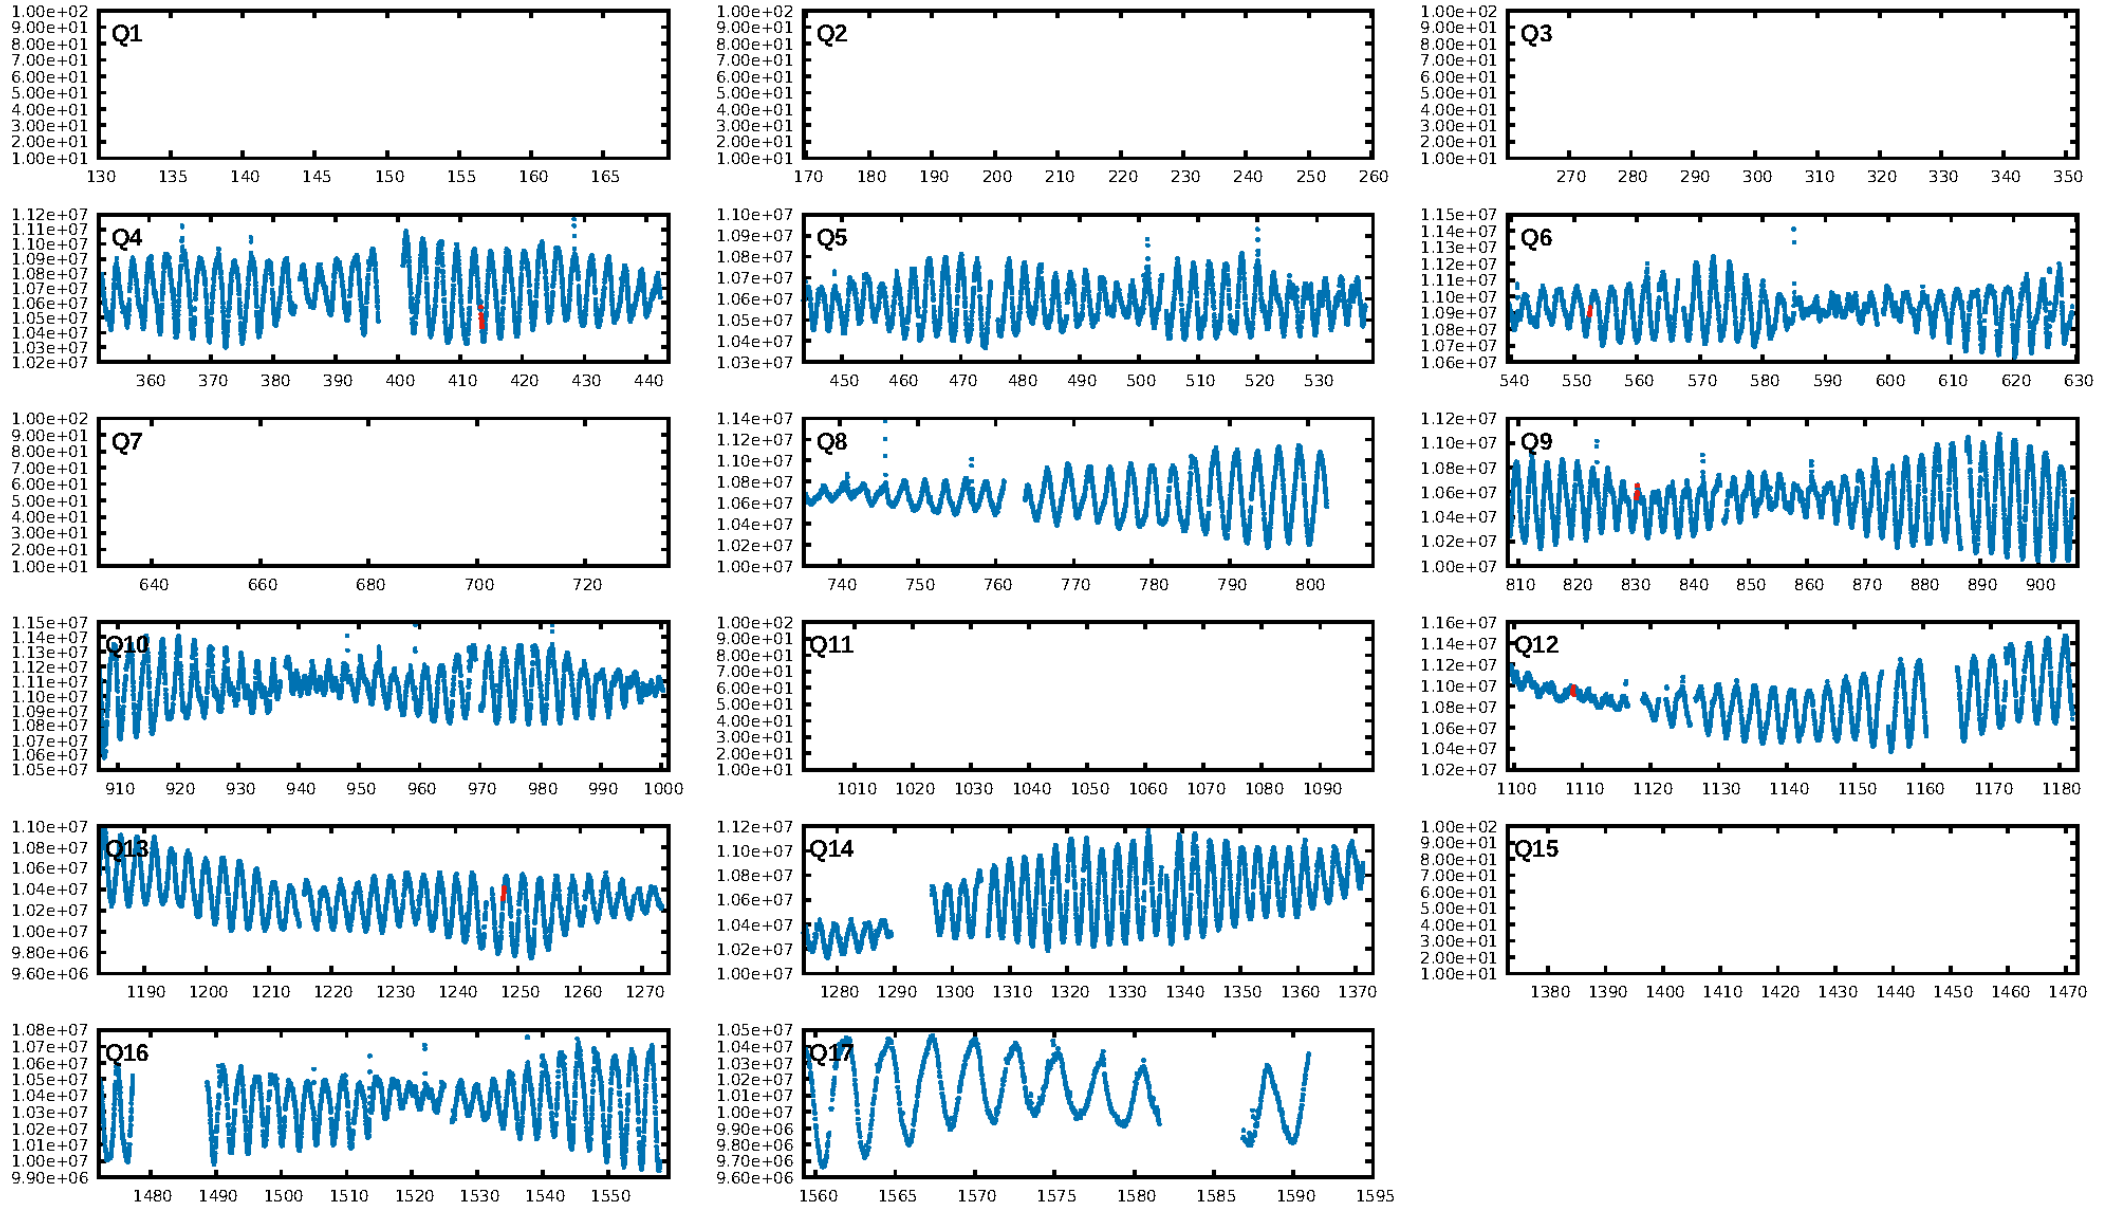 1.00e+02
9.00e+01
8.00e+01
7.00e+01
6.00e+01
5.00e+01
4.00e+01
3.00e+01
2.00e+01
1.00e+01
Q1
130 135 140 145 150 155 160 165
1.00e+02
9.00e+01
8.00e+01
7.00e+01
6.00e+01
5.00e+01
4.00e+01
3.00e+01
2.00e+01
1.00e+01
Q2
170 180 190 200 210 220 230 240 250 260
1.00e+02
9.00e+01
8.00e+01
7.00e+01
6.00e+01
5.00e+01
4.00e+01
3.00e+01
2.00e+01
1.00e+01
Q3
270 280 290 300 310 320 330 340 350
1.12e+07
1.11e+07
1.10e+07
1.09e+07
1.08e+07
1.07e+07
1.06e+07
1.05e+07
1.04e+07
1.03e+07
1.02e+07
Q4
360 370 380 390 400 410 420 430 440
1.10e+07
1.09e+07
1.08e+07
1.07e+07
1.06e+07
1.05e+07
1.04e+07
1.03e+07
Q5
450 460 470 480 490 500 510 520 530
1.15e+07
1.14e+07
1.13e+07
1.12e+07
1.11e+07
1.10e+07
1.09e+07
1.08e+07
1.07e+07
1.06e+07
Q6
540 550 560 570 580 590 600 610 620 630
1.00e+02
9.00e+01
8.00e+01
7.00e+01
6.00e+01
5.00e+01
4.00e+01
3.00e+01
2.00e+01
1.00e+01
Q7
640 660 680 700 720
1.14e+07
1.12e+07
1.10e+07
1.08e+07
1.06e+07
1.04e+07
1.02e+07
1.00e+07
Q8
740 750 760 770 780 790 800
1.12e+07
1.10e+07
1.08e+07
1.06e+07
1.04e+07
1.02e+07
1.00e+07
Q9
810 820 830 840 850 860 870 880 890 900
1.15e+07
1.14e+07
1.13e+07
1.12e+07
1.11e+07
1.10e+07
1.09e+07
1.08e+07
1.07e+07
1.06e+07
1.05e+07
Q10
910 920 930 940 950 960 970 980 990 1000
1.00e+02
9.00e+01
8.00e+01
7.00e+01
6.00e+01
5.00e+01
4.00e+01
3.00e+01
2.00e+01
1.00e+01
Q11
1010 1020 1030 1040 1050 1060 1070 1080 1090
1.16e+07
1.14e+07
1.12e+07
1.10e+07
1.08e+07
1.06e+07
1.04e+07
1.02e+07
Q12
1100 1110 1120 1130 1140 1150 1160 1170 1180
1.10e+07
1.08e+07
1.06e+07
1.04e+07
1.02e+07
1.00e+07
9.80e+06
9.60e+06
Q13
1190 1200 1210 1220 1230 1240 1250 1260 1270
1.12e+07
1.10e+07
1.08e+07
1.06e+07
1.04e+07
1.02e+07
1.00e+07
Q14
1280 1290 1300 1310 1320 1330 1340 1350 1360 1370
1.00e+02
9.00e+01
8.00e+01
7.00e+01
6.00e+01
5.00e+01
4.00e+01
3.00e+01
2.00e+01
1.00e+01
Q15
1380 1390 1400 1410 1420 1430 1440 1450 1460 1470
1.08e+07
1.07e+07
1.06e+07
1.05e+07
1.04e+07
1.03e+07
1.02e+07
1.01e+07
1.00e+07
9.90e+06
Q16
1480 1490 1500 1510 1520 1530 1540 1550
1.05e+07
1.04e+07
1.03e+07
1.02e+07
1.01e+07
1.00e+07
9.90e+06
9.80e+06
9.70e+06
9.60e+06
Q17
1560 1565 1570 1575 1580 1585 1590 1595